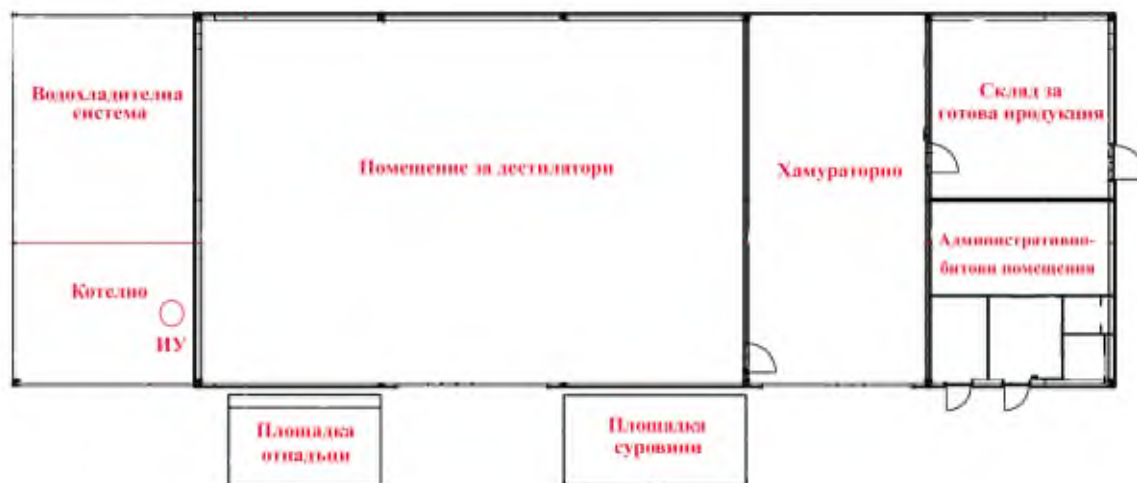 Водохладителна
система
Помещение за дестилатори
Хамураторно
Склад за
готова продукция
Административно-
битови помещения
Котелно
ИУ
Площадка
отпадъци
Площадка
суровини